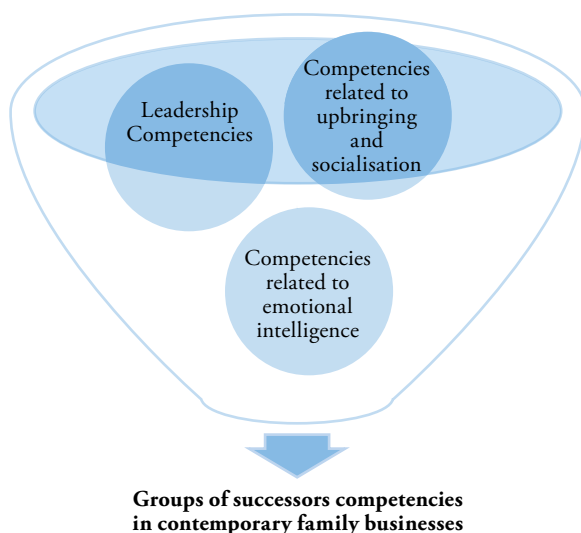 Leadership
Competencies
Competencies
related to
upbringing
and
socialisation
Competencies
related to
emotional
intelligence
Groups of successors competencies
in contemporary family businesses